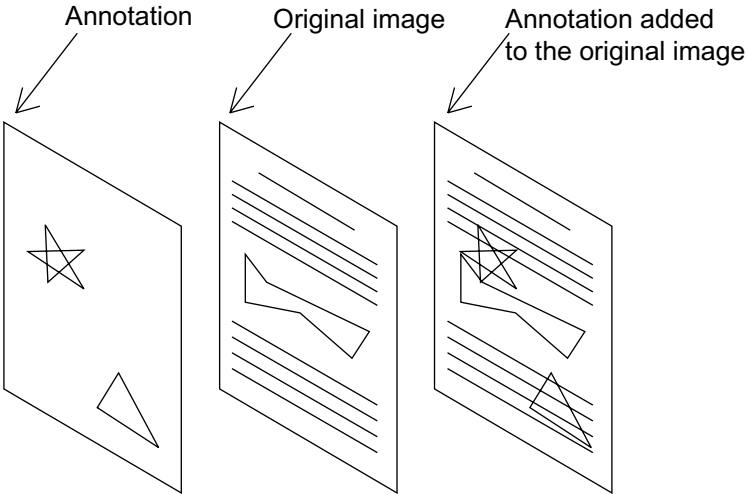 Annotation
Original image
Annotation added
to the original image